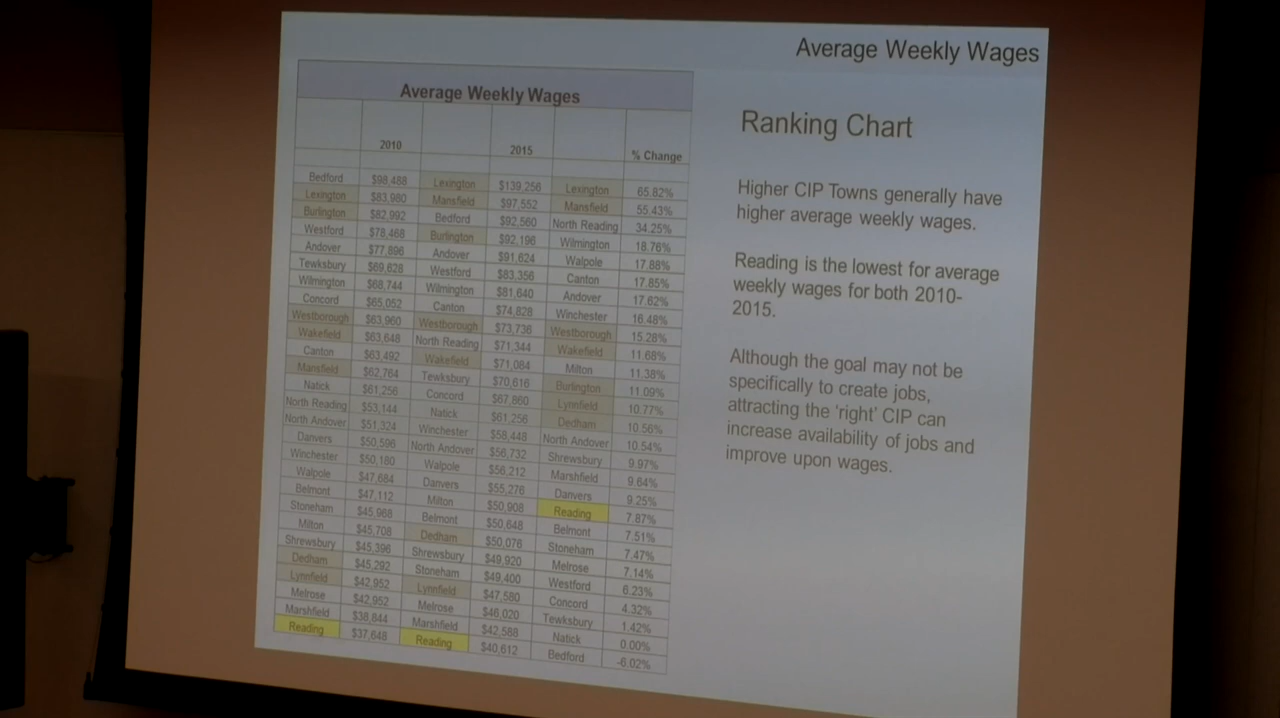 Average Weekly Wages
Average Weekly Wages
2010 2015 % Change
Bedford $98,488 Lexington $139,256 Lexington 65.82%
Lexington $83,980 Mansfield $97,552 Mansfield 55.43%
Burlington $82,992 Bedford $92,560 North Reading 34.25%
Westford $78,468 Burlington $92,196 Wilmington 18.76%
Andover $77,896 Andover $91,624 Walpole 17.88%
Tewksbury $69,628 Westford $83,356 Canton 17.85%
Wilmington $68,744 Wilmington $81,640 Andover 17.62%
Concord $65,052 Canton $74,828 Winchester 16.48%
Westborough $63,960 Westborough $73,736 Westborough 15.28%
Wakefield $63,648 North Reading $71,344 Wakefield 11.68%
Canton $63,492 Wakefield $71,084 Milton 11.38%
Mansfield $62,764 Tewksbury $70,616 Burlington 11.09%
Natick $61,256 Concord $67,860 Lynnfield 10.77%
North Reading $53,144 Natick $61,256 Dedham 10.56%
North Andover $51,324 Winchester $58,448 North Andover 10.54%
Danvers $50,596 North Andover $56,732 Shrewsbury 9.97%
Winchester $50,180 Walpole $56,212 Marshfield 9.64%
Walpole $47,684 Danvers $55,276 Danvers 9.25%
Belmont $47,112 Milton $50,908 Reading 7.87%
Stoneham $45,968 Belmont $50,648 Belmont 7.51%
Milton $45,708 Dedham $50,076 Stoneham 7.47%
Shrewsbury $45,396 Shrewsbury $49,920 Melrose 7.14%
Dedham $45,292 Stoneham $49,400 Westford 6.23%
Lynnfield $42,952 Lynnfield $47,580 Concord 4.32%
Melrose $42,952 Melrose $46,020 Tewksbury 1.42%
Marshfield $38,844 Marshfield $42,588 Natick 0.00%
Reading $37,648 Reading $40,612 Bedford -6.02%
Ranking Chart
Higher CIP Towns generally have
higher average weekly wages.
Reading is the lowest for average
weekly wages for both 2010-
2015.
Although the goal may not be
specifically to create jobs,
attracting the 'right' CIP can
increase availability of jobs and
improve upon wages.